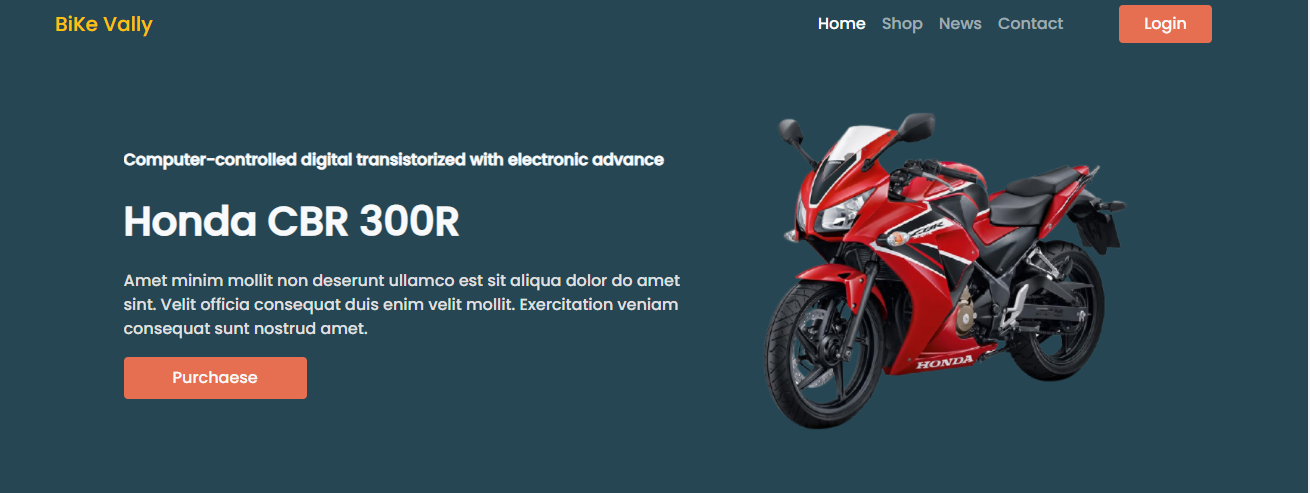 BiKe Vally
Home Shop News Contact Login
Computer-controlled digital transistorized with electronic advance
Honda CBR 300R
Amet minim mollit non deserunt ullamco est sit aliqua dolor do amet
sint. Velit officia consequat duis enim velit mollit. Exercitation veniam
consequat sunt nostrud amet.
Purchaese
CBR
HONDA